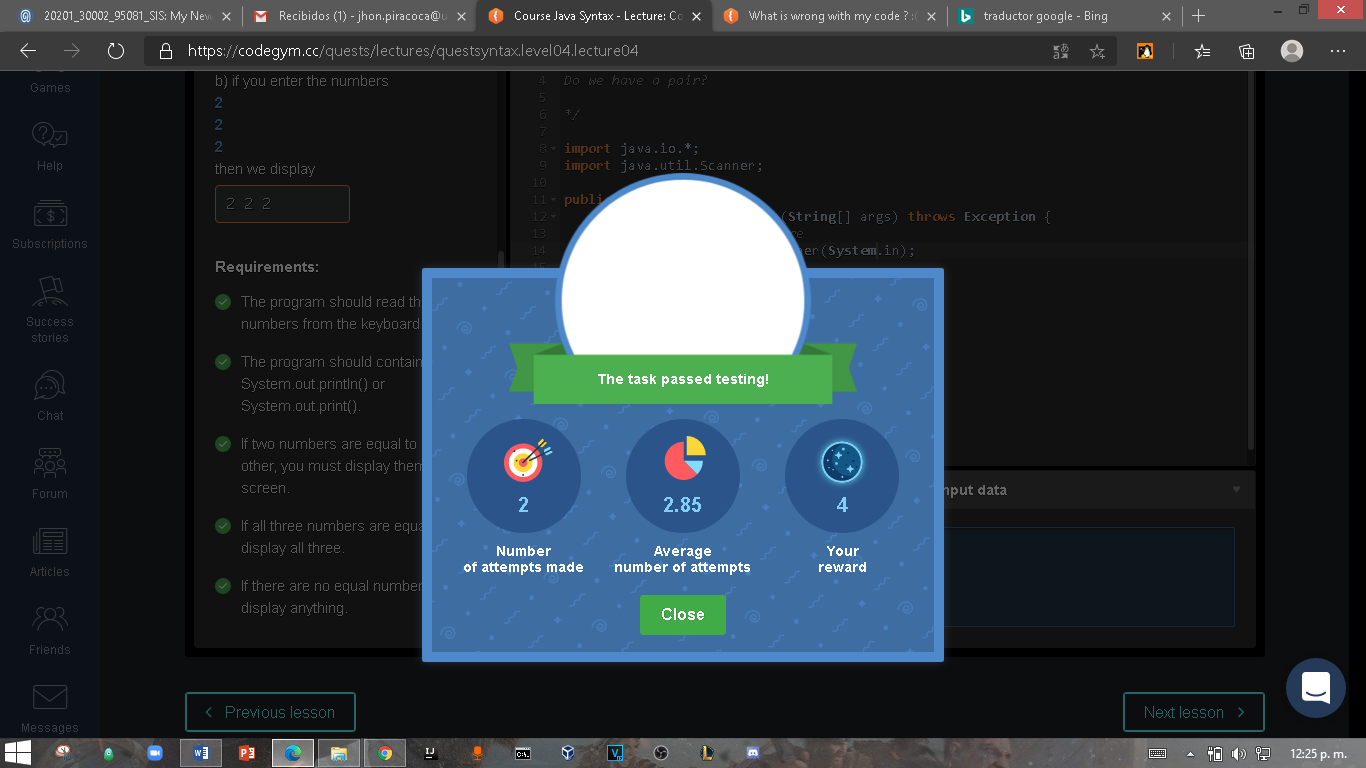 20201_30002_95081_SIS: My New
Recibidos (1) - jhon.piracoca@u
Course Java Syntax - Lecture: Co
What is wrong with my code ? :(
traductor google - Bing
https://codegym.cc/quests/lectures/questsyntax.level04.lecture04
Games
Help
Subscriptions
Success
stories
Chat
Forum
Articles
Friends
Messages
b) if you enter the numbers
2
2
2
then we display
2 2 2
Requirements:
The program should read th
numbers from the keyboard
The program should contain
System.out.println() or
System.out.print().
If two numbers are equal to
other, you must display them
screen.
If all three numbers are equa
display all three.
If there are no equal number
display anything.
4 Do we have a pair?
5
6 */
7
8 import java.io.*;
9 import java.util.Scanner;
10
11 publi
12 (String[] args) throws Exception {
13 re
14 ner(System.in);
nput data
The task passed testing!
2
Number
of attempts made
2.85
Average
number of attempts
4
Your
reward
Close
Previous lesson
Next lesson
12:25 p. m.